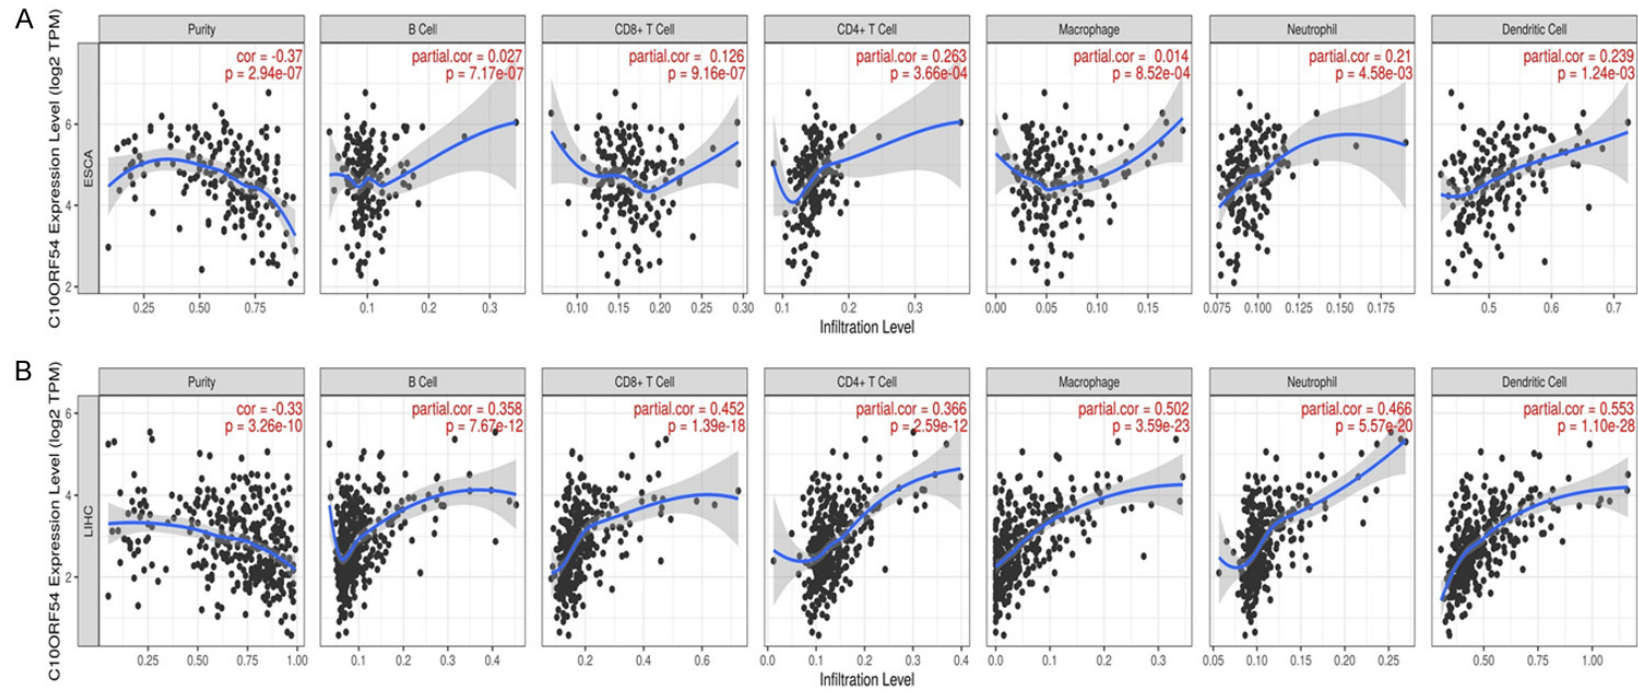 A
C10ORF54 Expression Level (log2 TPM)
ESCA
Purity
B Cell
CD8+ T Cell
CD4+ T Cell
Macrophage
Neutrophil
Dendritic Cell
cor = -0.37
p = 2.94e-07
partial.cor = 0.027
p = 7.17e-07
partial.cor = 0.126
p = 9.16e-07
partial.cor = 0.263
p = 3.66e-04
partial.cor = 0.014
p = 8.52e-04
partial.cor = 0.21
p = 4.58e-03
partial.cor = 0.239
p = 1.24e-03
6
4
2
0.25 0.50 0.75
0.1 0.2 0.3
0.10 0.15 0.20 0.25 0.30
0.1 0.2 0.3
0.00 0.05 0.10 0.15
0.075 0.100 0.125 0.150 0.175
0.5 0.6 0.7
Infiltration Level
B
C10ORF54 Expression Level (log2 TPM)
LIHC
Purity
B Cell
CD8+ T Cell
CD4+ T Cell
Macrophage
Neutrophil
Dendritic Cell
cor = -0.33
p = 3.26e-10
partial.cor = 0.358
p = 7.67e-12
partial.cor = 0.452
p = 1.39e-18
partial.cor = 0.366
p = 2.59e-12
partial.cor = 0.502
p = 3.59e-23
partial.cor = 0.466
p = 5.57e-20
partial.cor = 0.553
p = 1.10e-28
6
4
2
0.25 0.50 0.75 1.00
0.1 0.2 0.3 0.4
0.2 0.4 0.6
0.0 0.1 0.2 0.3 0.4
0.0 0.1 0.2 0.3
0.05 0.10 0.15 0.20 0.25
0.50 0.75 1.00
Infiltration Level